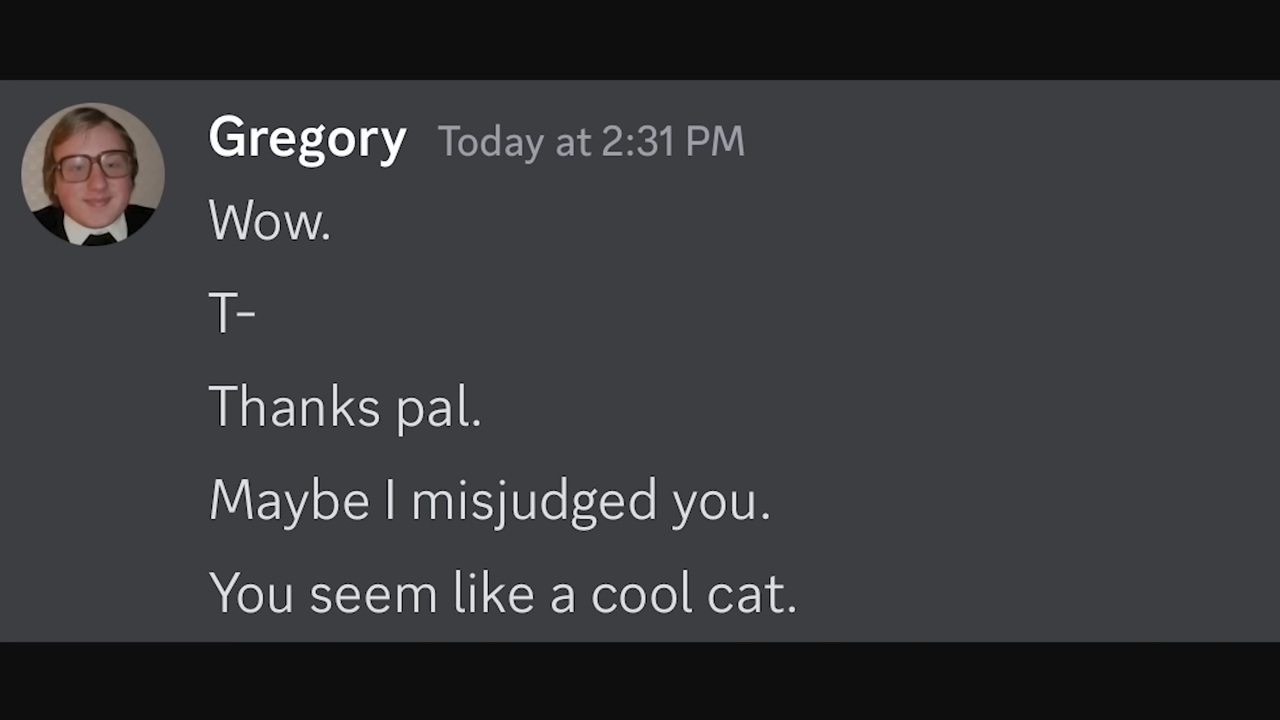 Gregory Today at 2:31 PM
Wow.
T-
Thanks pal.
Maybe I misjudged you.
You seem like a cool cat.